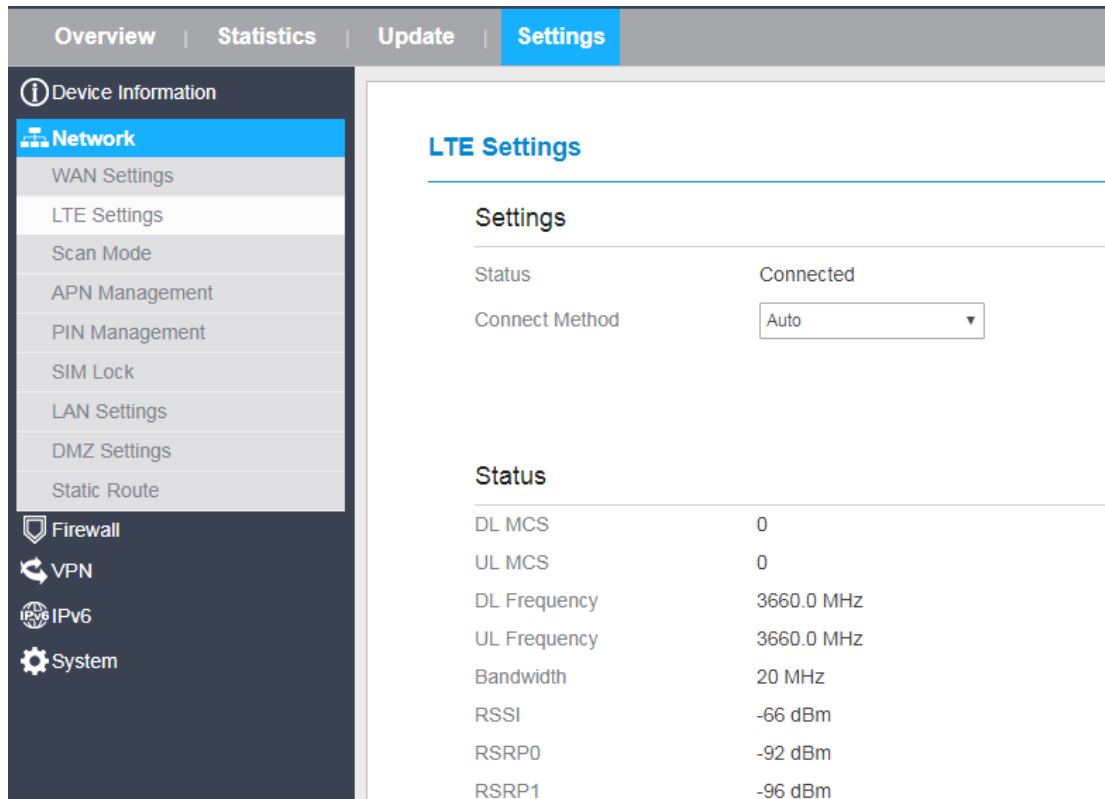 Overview | Statistics | Update | Settings
Device Information
Network
WAN Settings
LTE Settings
Scan Mode
APN Management
PIN Management
SIM Lock
LAN Settings
DMZ Settings
Static Route
Firewall
VPN
IPv6 IPv6
System
LTE Settings
Settings
Status Connected
Connect Method Auto
Status
DL MCS 0
UL MCS 0
DL Frequency 3660.0 MHz
UL Frequency 3660.0 MHz
Bandwidth 20 MHz
RSSI -66 dBm
RSRP0 -92 dBm
RSRP1 -96 dBm